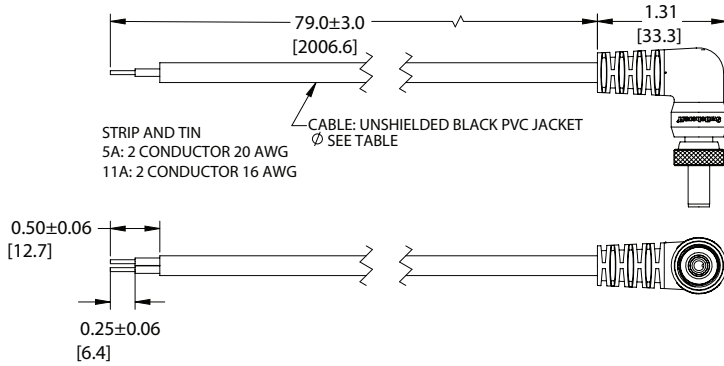 79.0±3.0
[2006.6]
1.31
[33.3]
STRIP AND TIN
5A: 2 CONDUCTOR 20 AWG
11A: 2 CONDUCTOR 16 AWG
CABLE: UNSHIELDED BLACK PVC JACKET
Ø SEE TABLE
Switchcraft
0.50±0.06
[12.7]
0.25±0.06
[6.4]